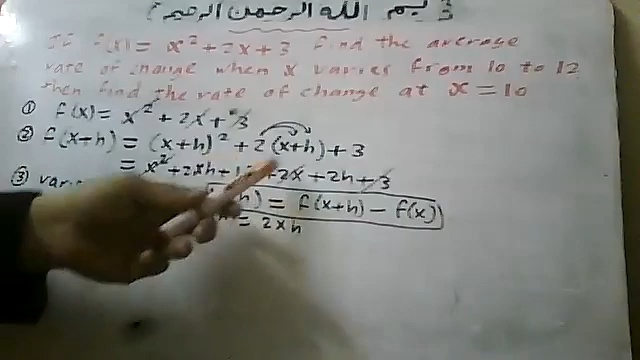 بسم الله الرحمن الرحيم
If f(x) = x² + 2x + 3 find the average
rate of change when x varies from 10 to 12
then find the rate of change at x = 10
① f(x) = x² + 2x + 3
② f(x+h) = (x+h)² + 2(x+h) + 3
= x² + 2xh + + 2x + 2h + 3
③ = f(x+h) - f(x)
= 2xh